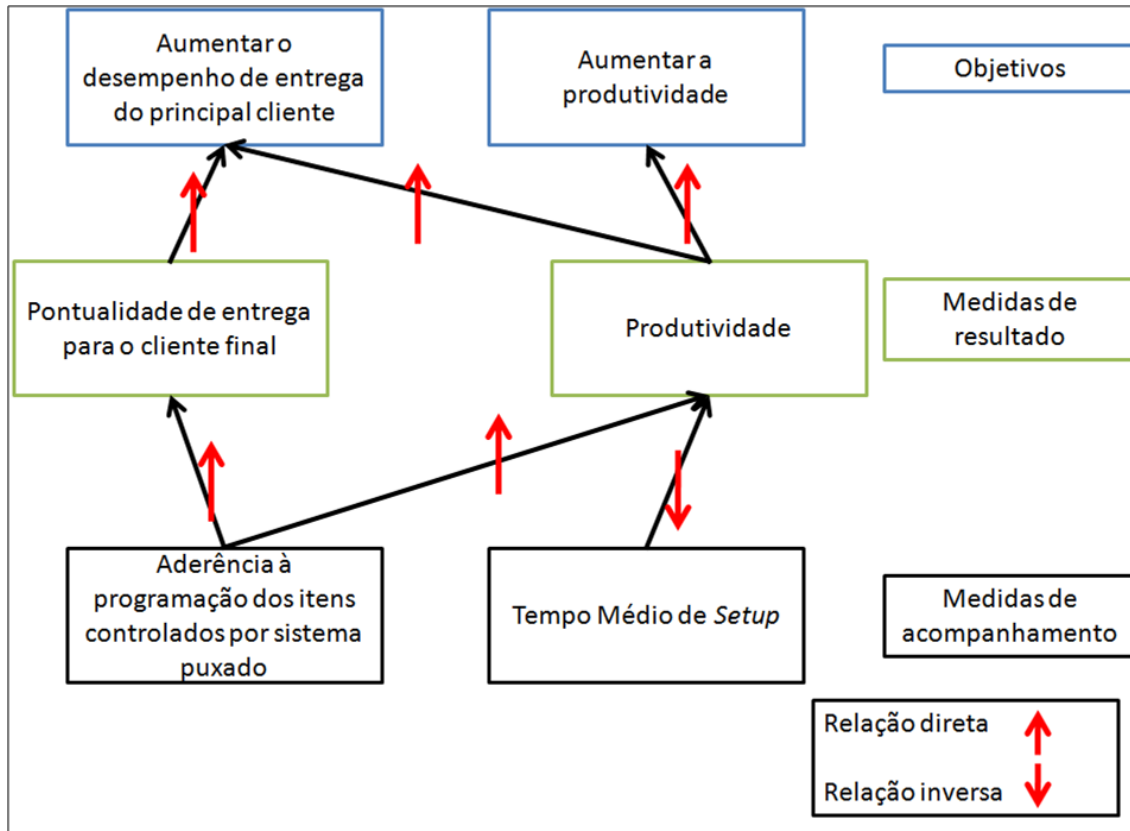 Aumentar o
desempenho de entrega
do principal cliente
Aumentar a
produtividade
Objetivos
Pontualidade de entrega
para o cliente final
Produtividade
Medidas de
resultado
Aderência à
programação dos itens
controlados por sistema
puxado
Tempo Médio de Setup
Medidas de
acompanhamento
Relação direta
Relação inversa